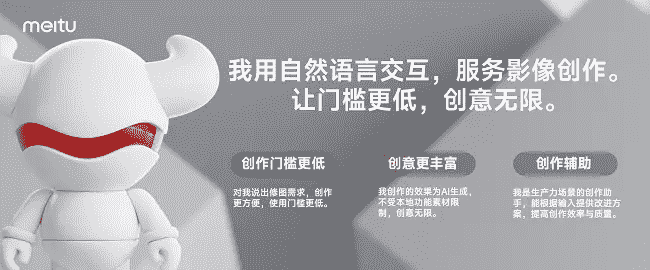 meitu
我用自然语言交互，服务影像创作。
让门槛更低，创意无限。
创作门槛更低
对我说出修图需求，创作
更方便，使用门槛更低。
创意更丰富
我创作的效果为AI生成，
不受本地功能素材限
制，创意无限。
创作辅助
我是生产力场景的创作助
手，能根据输入提供改进方
案，提高创作效率与质量。